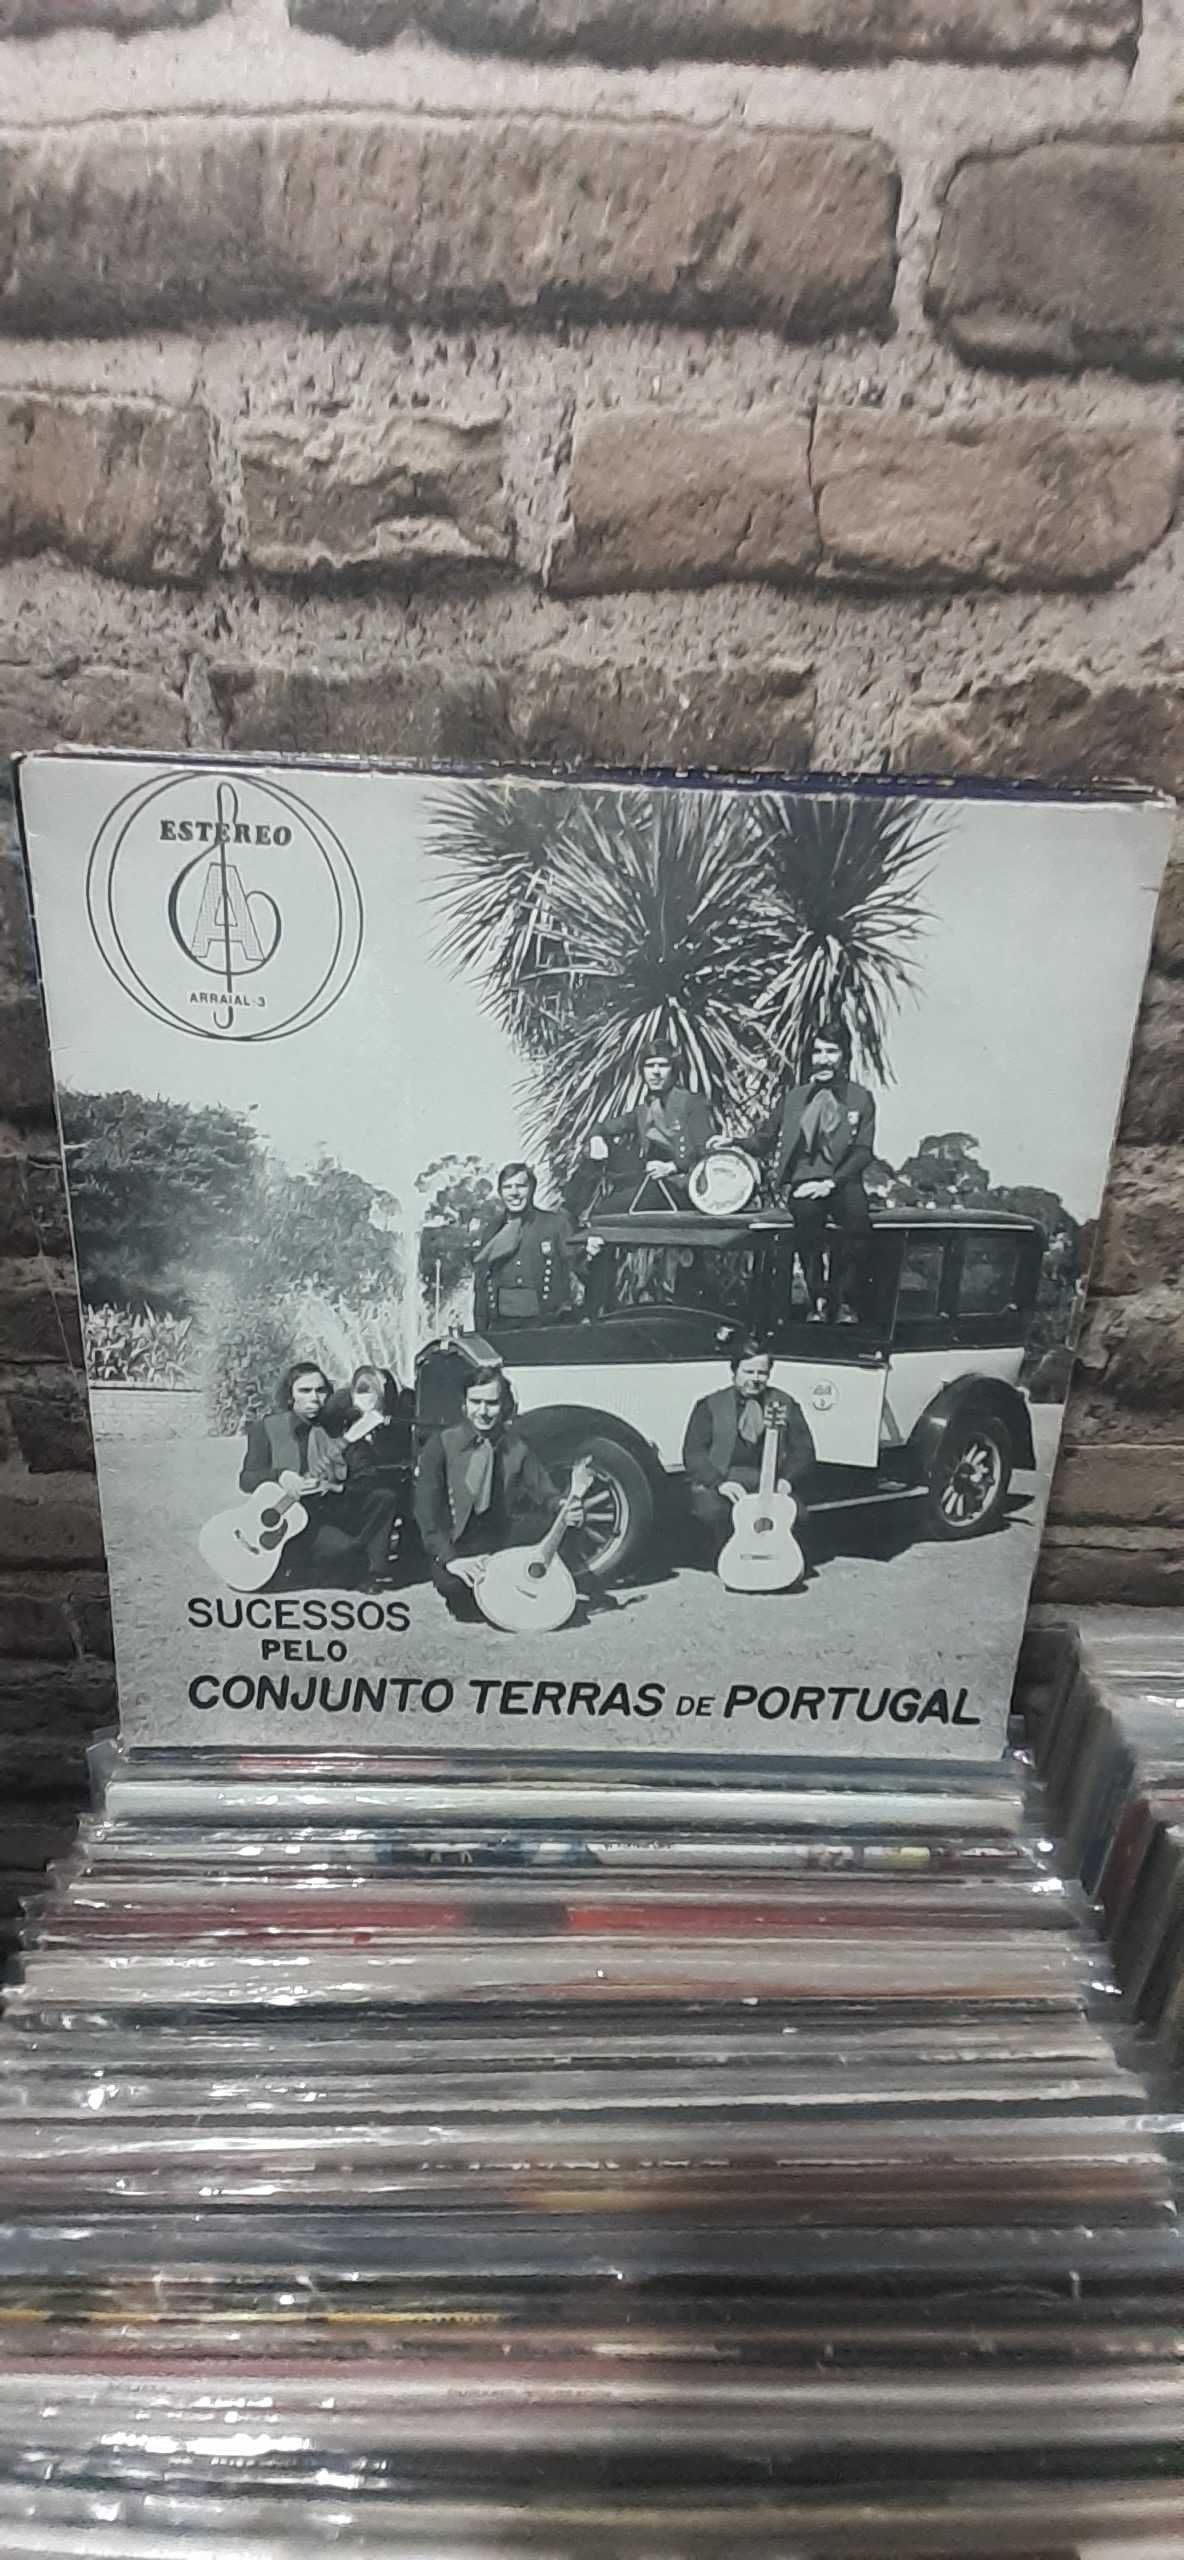 ESTEREO
A
ARRAIAL-3
SUCESSOS
PELO
CONJUNTO TERRAS DE PORTUGAL